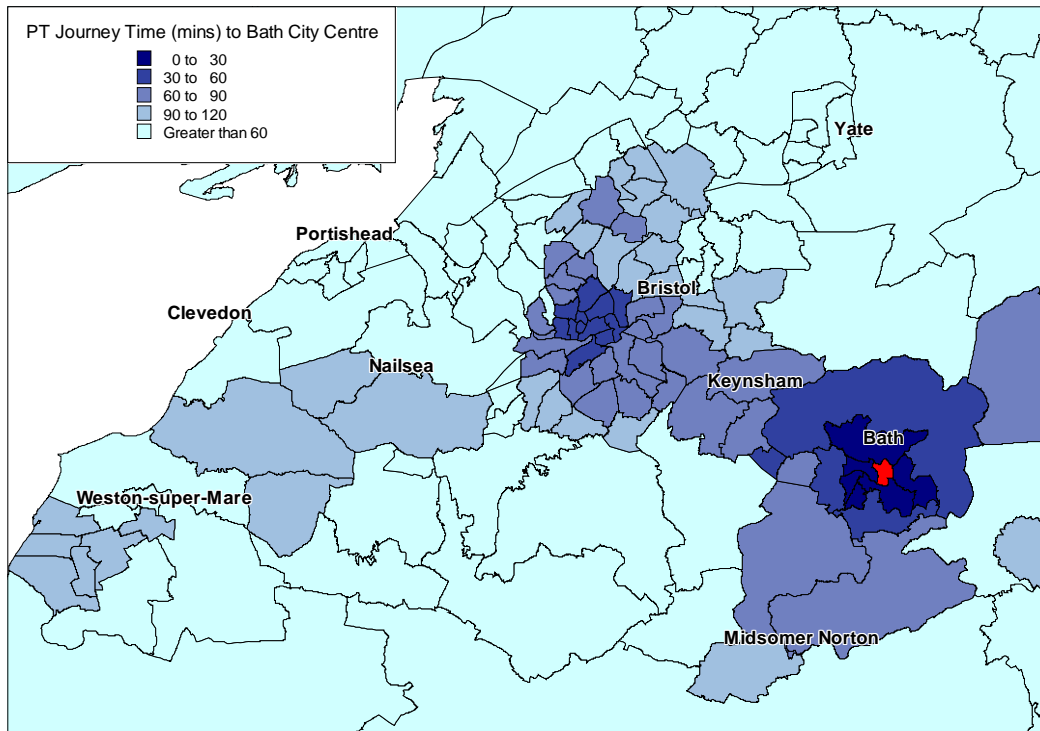 PT Journey Time (mins) to Bath City Centre
0 to 30
30 to 60
60 to 90
90 to 120
Greater than 60
Yate
Portishead
Bristol
Clevedon
Nailsea
Keynsham
Bath
Weston-super-Mare
Midsomer Norton